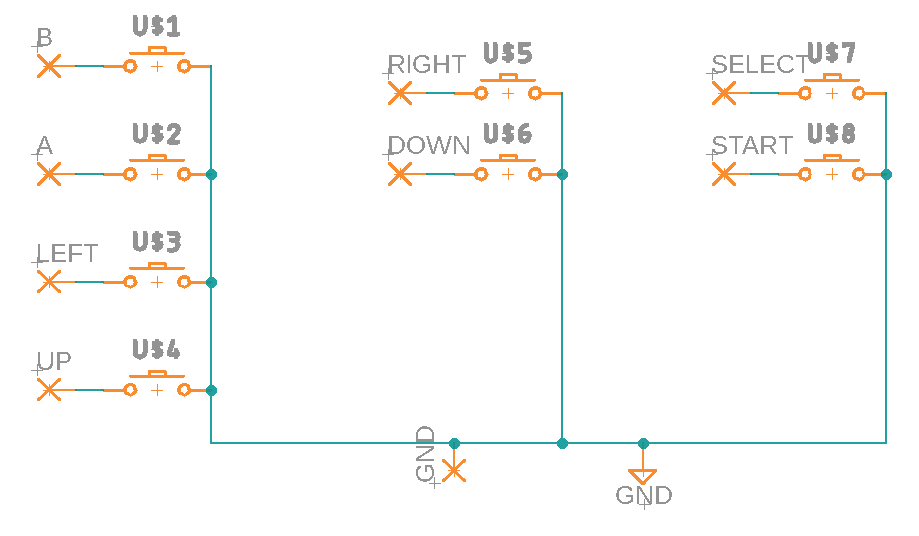 B
U$1
A
U$2
LEFT
U$3
UP
U$4
RIGHT
U$5
DOWN
U$6
SELECT
U$7
START
U$8
GND
GND